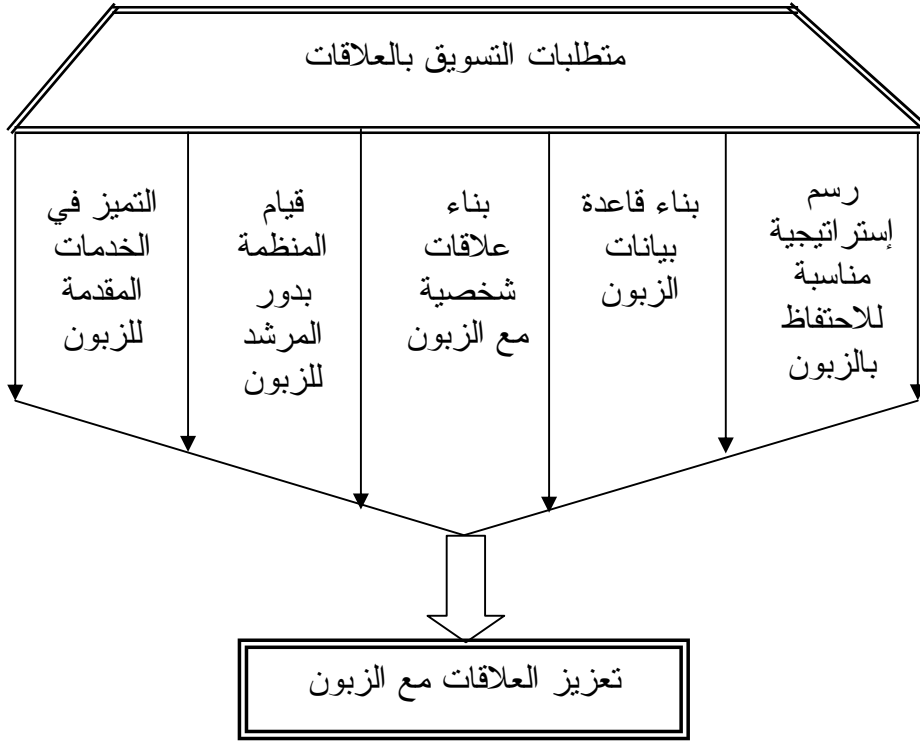 متطلبات التسويق بالعلاقات
رسم
إستراتيجية
مناسبة
للاحتفاظ
بالزبون
بناء قاعدة
بيانات
الزبون
بناء
علاقات
شخصية
مع الزبون
قيام
المنظمة
بدور
المرشد
للزبون
التميز في
الخدمات
المقدمة
للزبون
تعزيز العلاقات مع الزبون